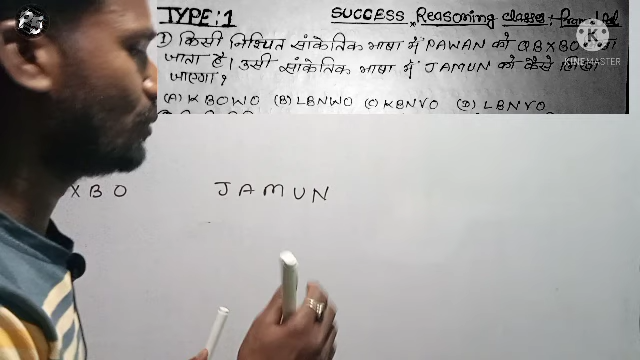 TYPE:1 SUCCESS Reasoning classes
① किसी निश्चित सांकेतिक भाषा में PAWAN को QBXBO
जाता है। उसी सांकेतिक भाषा में JAMUN को कैसे लिखा
जाएगा ?
(A) KBOWO (B) LBNWO (C) KBNVO (D) LBNVO
XBO JAMUN
KINEMASTER